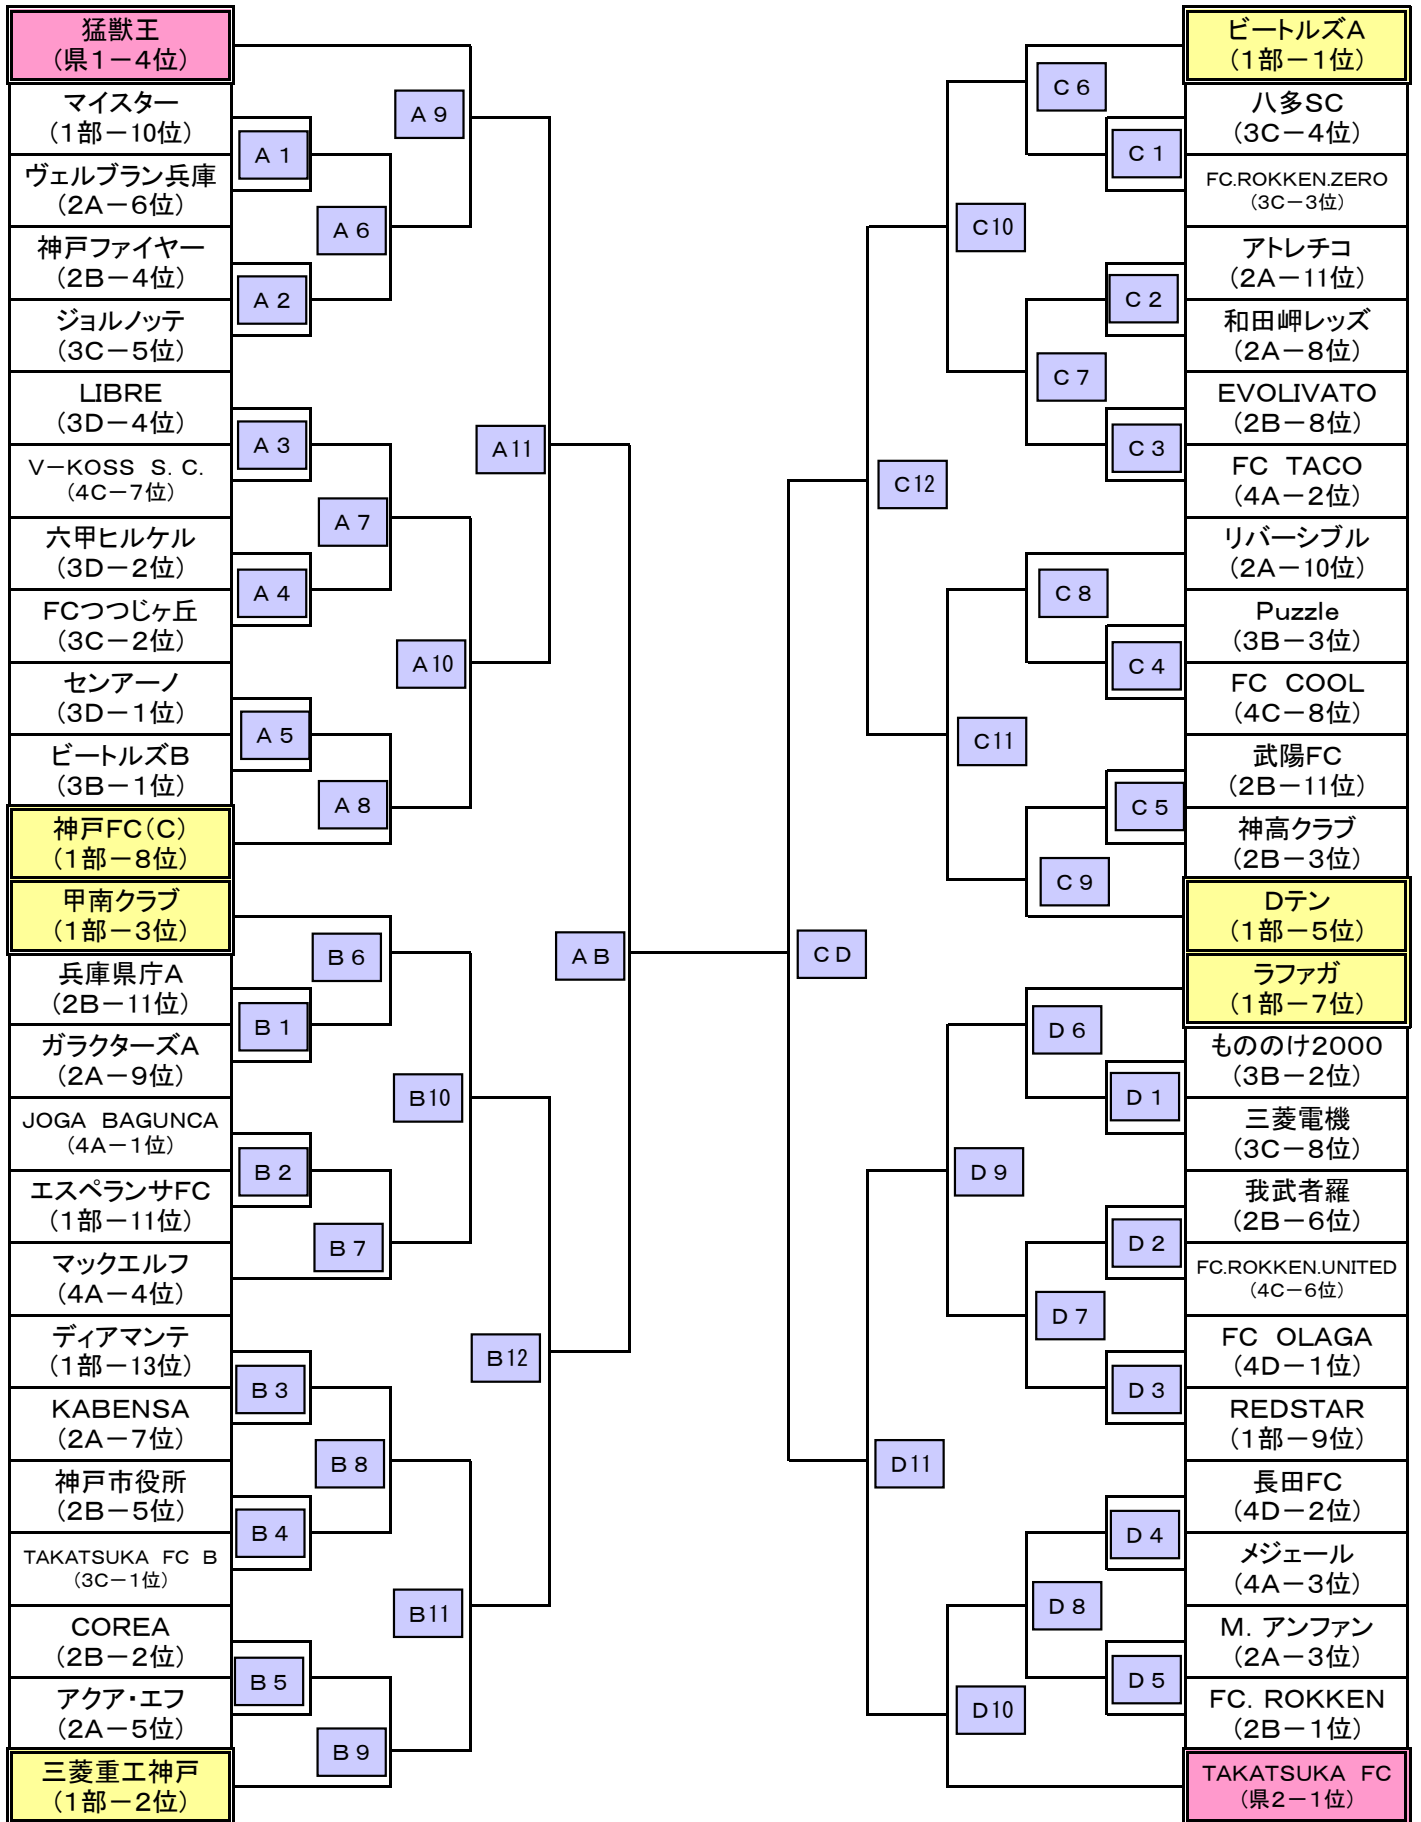 猛獣王
（県１－４位）
マイスター
（１部－10位）
ヴェルブラン兵庫
（２A－６位）
神戸ファイヤー
（２B－４位）
ジョルノッテ
（３C－５位）
LIBRE
（３D－４位）
V－KOSS S．C．
（４C－７位）
六甲ヒルケル
（３D－２位）
FCつつじヶ丘
（３C－２位）
センアーノ
（３D－１位）
ビートルズB
（３B－１位）
神戸FC（C）
（１部－８位）
甲南クラブ
（１部－３位）
兵庫県庁A
（２B－11位）
ガラクターズA
（２A－９位）
JOGA BAGUNCA
（４A－１位）
エスペランサFC
（１部－11位）
マックエルフ
（４A－４位）
ディアマンテ
（１部－13位）
KABENSA
（２A－７位）
神戸市役所
（２B－５位）
TAKATSUKA FC B
（３C－１位）
COREA
（２B－２位）
アクア・エフ
（２A－５位）
三菱重工神戸
（１部－２位）
A １
A ２
A ３
A ４
A ５
A ６
A ７
A ８
A ９
A 10
A 11
B １
B ２
B ３
B ４
B ５
B ６
B ７
B ８
B ９
B 10
B 11
B 12
A B
C D
C 12
C 10
C 11
C ６
C ７
C ８
C ９
C １
C ２
C ３
C ４
C ５
D 11
D ９
D 10
D ６
D ７
D ８
D １
D ２
D ３
D ４
D ５
ビートルズA
（１部－１位）
八多SC
（３C－４位）
FC.ROKKEN.ZERO
（３C－３位）
アトレチコ
（２A－11位）
和田岬レッズ
（２A－８位）
EVOLIVATO
（２B－８位）
FC TACO
（４A－２位）
リバーシブル
（２A－10位）
Puzzle
（３B－３位）
FC COOL
（４C－８位）
武陽FC
（２B－11位）
神高クラブ
（２B－３位）
Dテン
（１部－５位）
ラファガ
（１部－７位）
もののけ２０００
（３B－２位）
三菱電機
（３C－８位）
我武者羅
（２B－６位）
FC.ROKKEN.UNITED
（４C－６位）
FC OLAGA
（４D－１位）
REDSTAR
（１部－９位）
長田FC
（４D－２位）
メジェール
（４A－３位）
M．アンファン
（２A－３位）
FC．ROKKEN
（２B－１位）
TAKATSUKA FC
（県２－１位）